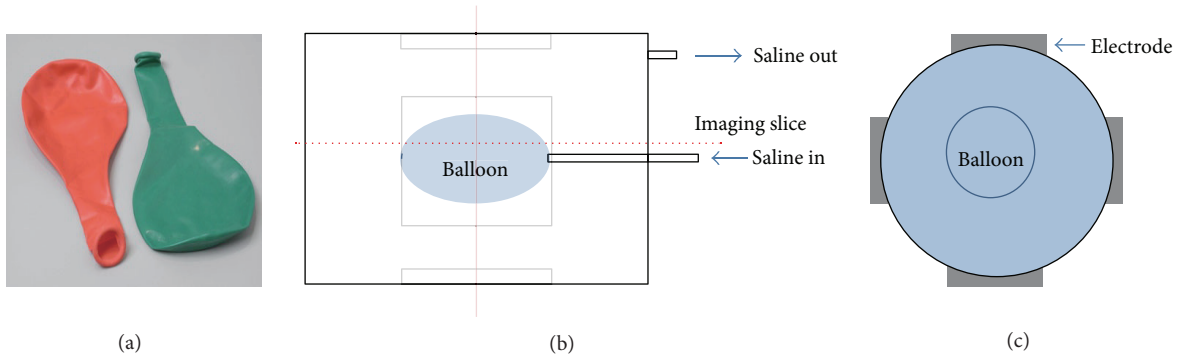 Saline out
Imaging slice
Saline in
Balloon
Electrode
Balloon
(a)
(b)
(c)